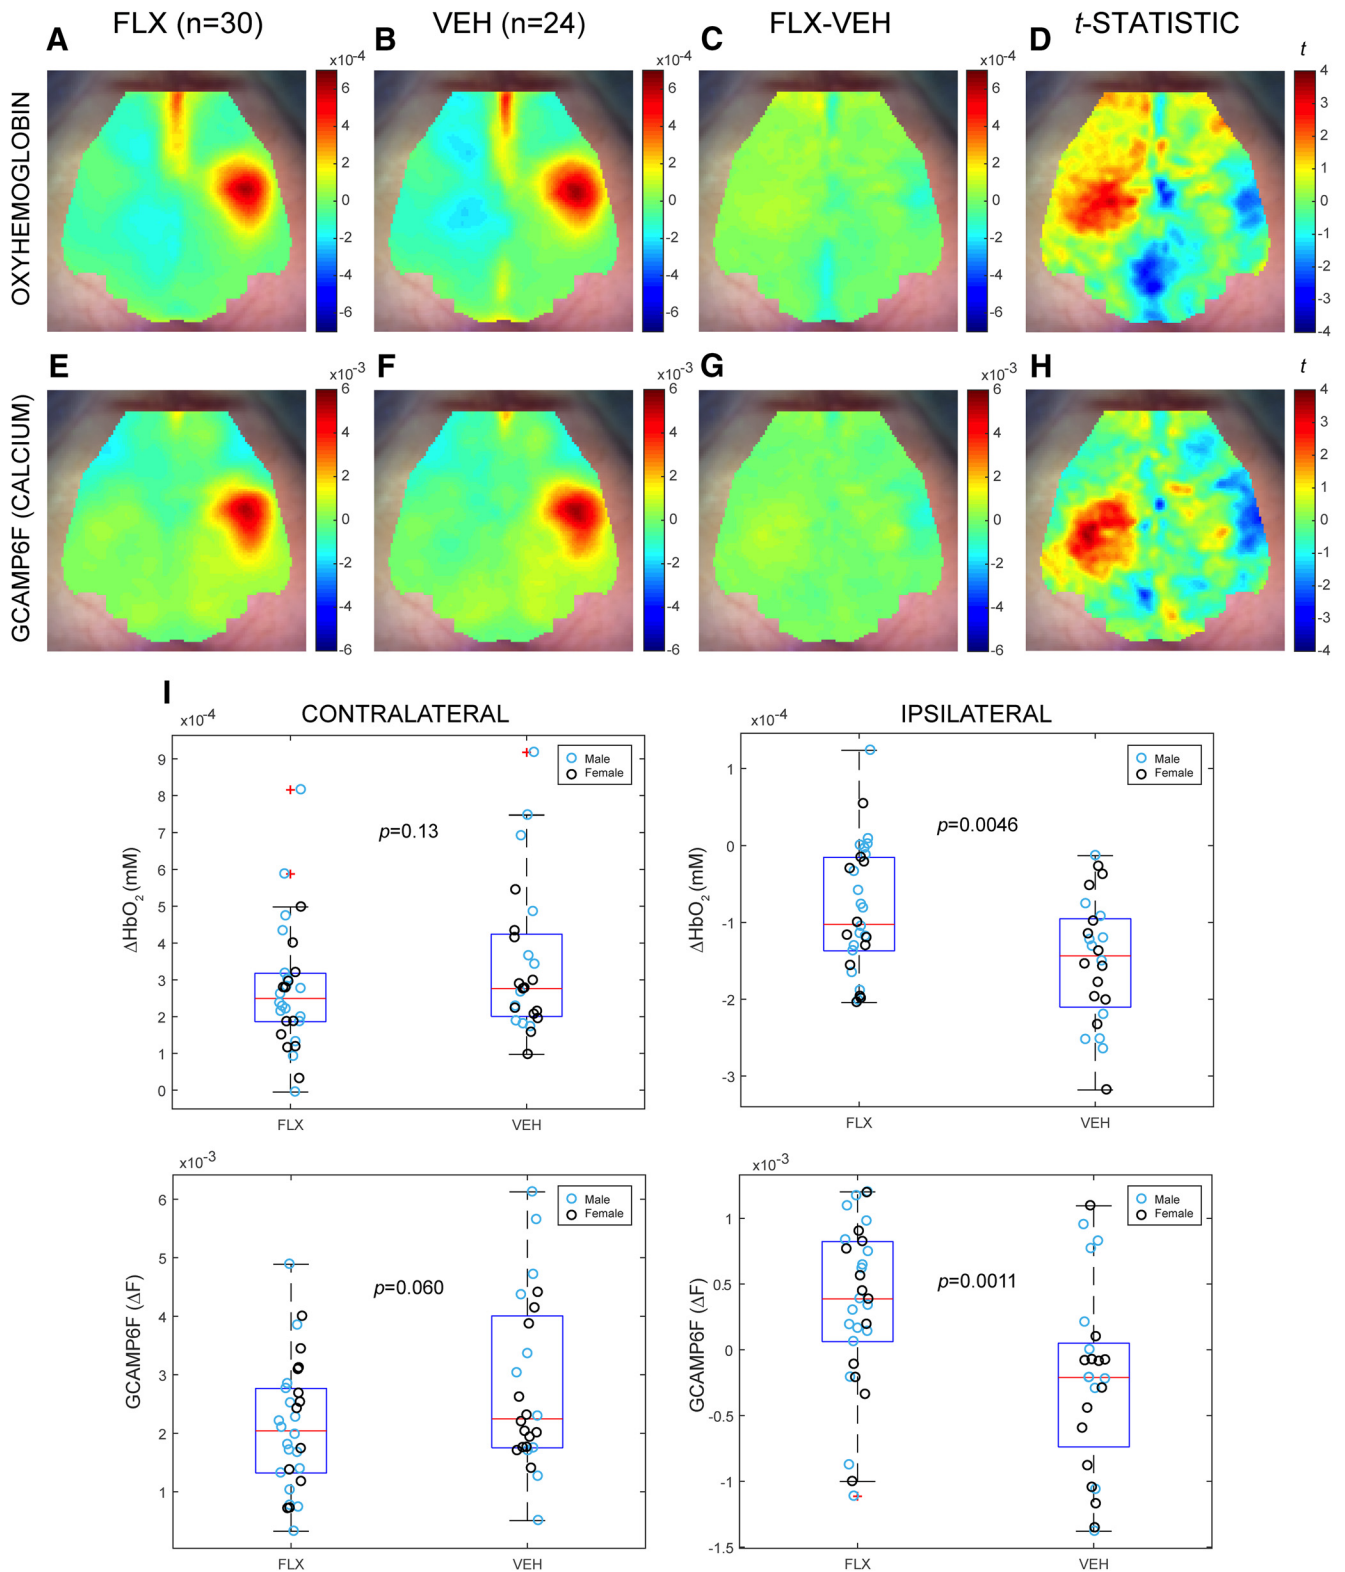 A FLX (n=30) B VEH (n=24) C FLX-VEH D t-STATISTIC
x10-4 x10-4 x10-4 t
OXYHEMOGLOBIN
6 6 6 4
4 4 4 3
2 2 2 2
0 0 0 1
-2 -2 -2 0
-4 -4 -4 -1
-6 -6 -6 -2
-3
-4
E F G H
x10-3 x10-3 x10-3 t
GCAMP6F (CALCIUM)
6 6 6 4
4 4 4 3
2 2 2 2
0 0 0 1
-2 -2 -2 0
-4 -4 -4 -1
-6 -6 -6 -2
-3
-4
I
CONTRALATERAL
x10-4
ΔHbO2 (mM)
9
8
7
6
5
4
3
2
1
0
p=0.13
Male
Female
FLX VEH
IPSILATERAL
x10-4
ΔHbO2 (mM)
1
0
-1
-2
-3
p=0.0046
Male
Female
FLX VEH
x10-3
GCAMP6F (ΔF)
6
5
4
3
2
1
p=0.060
Male
Female
FLX VEH
x10-3
GCAMP6F (ΔF)
1
0.5
0
-0.5
-1
-1.5
p=0.0011
Male
Female
FLX VEH